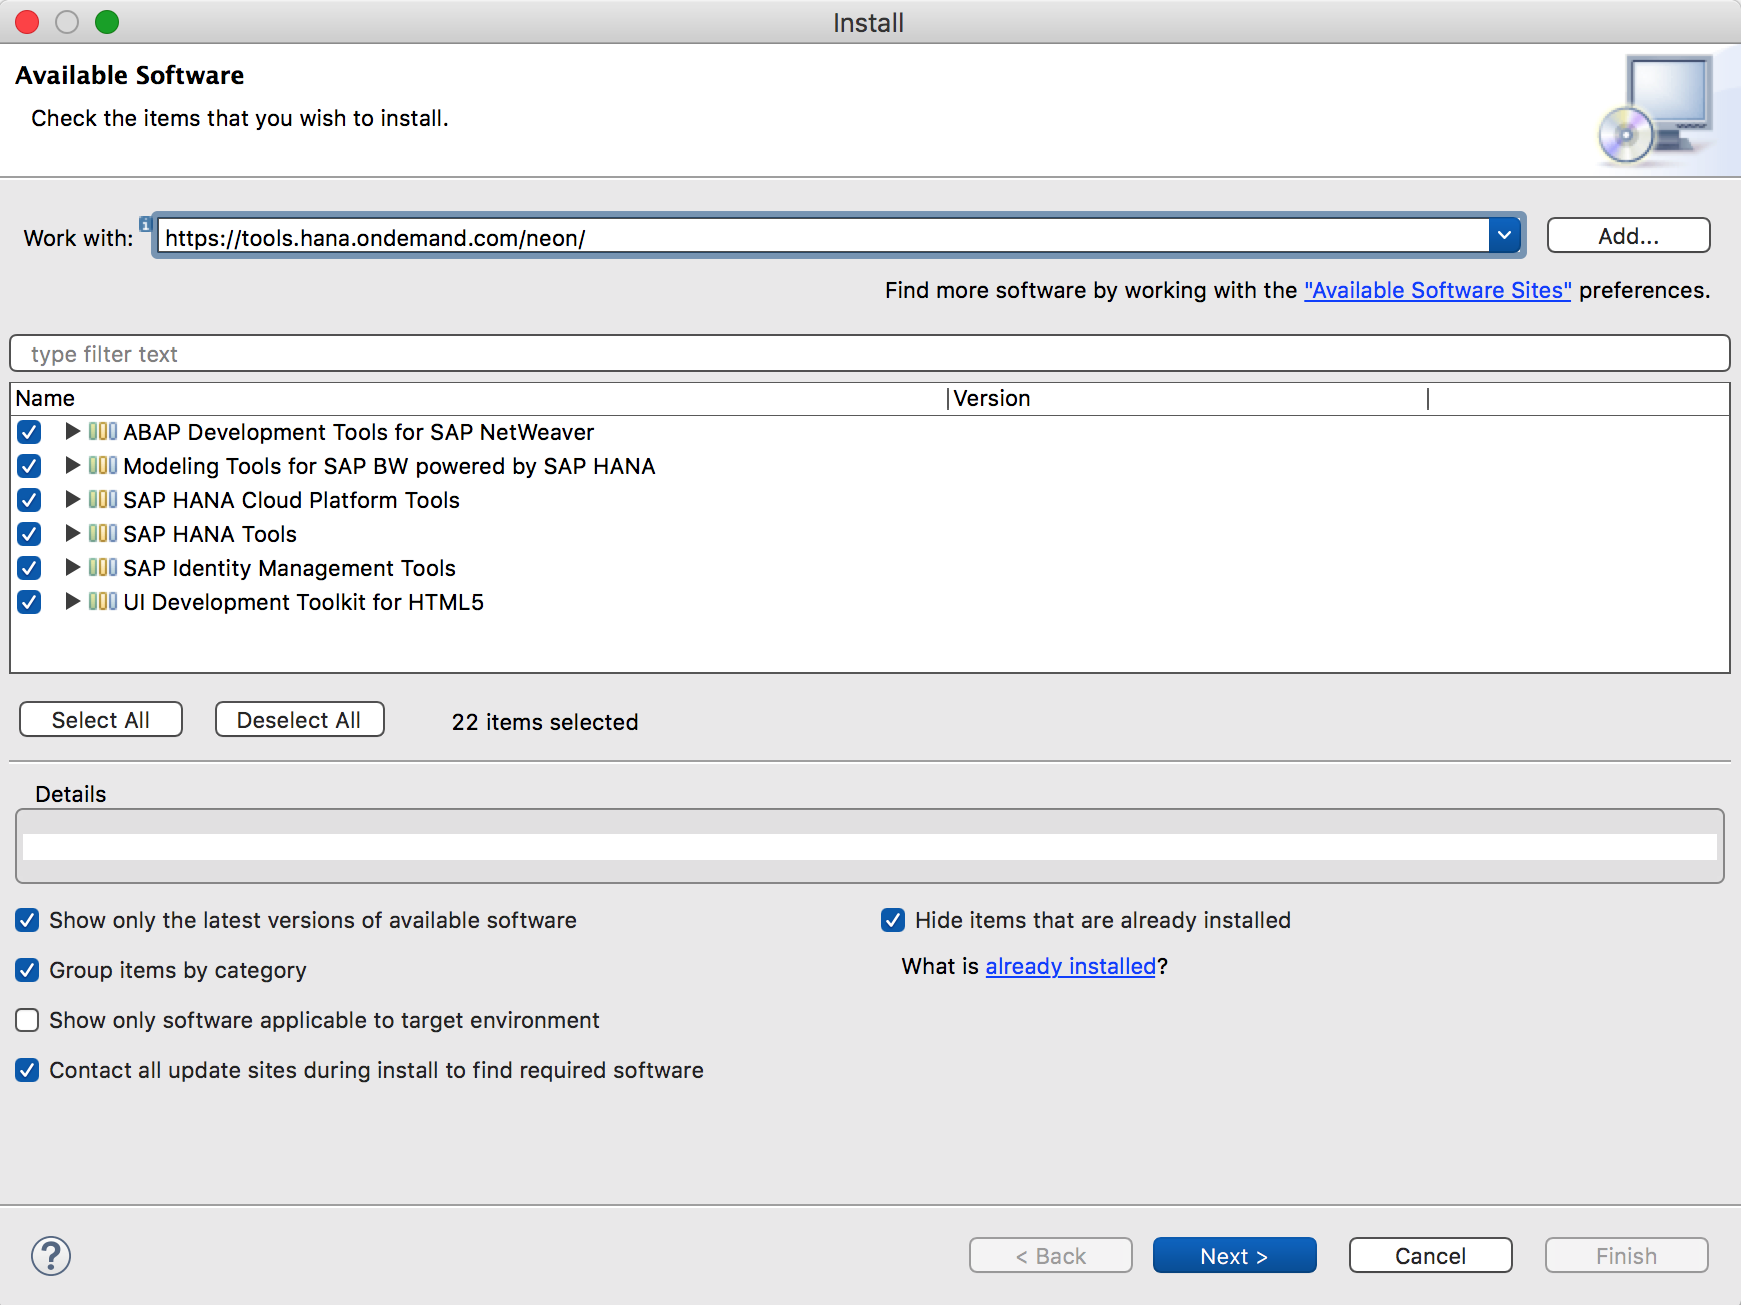 Install
Available Software
Check the items that you wish to install.
Work with: https://tools.hana.ondemand.com/neon/ Add...
Find more software by working with the "Available Software Sites" preferences.
type filter text
Name Version
ABAP Development Tools for SAP NetWeaver
Modeling Tools for SAP BW powered by SAP HANA
SAP HANA Cloud Platform Tools
SAP HANA Tools
SAP Identity Management Tools
UI Development Toolkit for HTML5
Select All Deselect All 22 items selected
Details
Show only the latest versions of available software Hide items that are already installed
Group items by category What is already installed?
Show only software applicable to target environment
Contact all update sites during install to find required software
? < Back Next > Cancel Finish